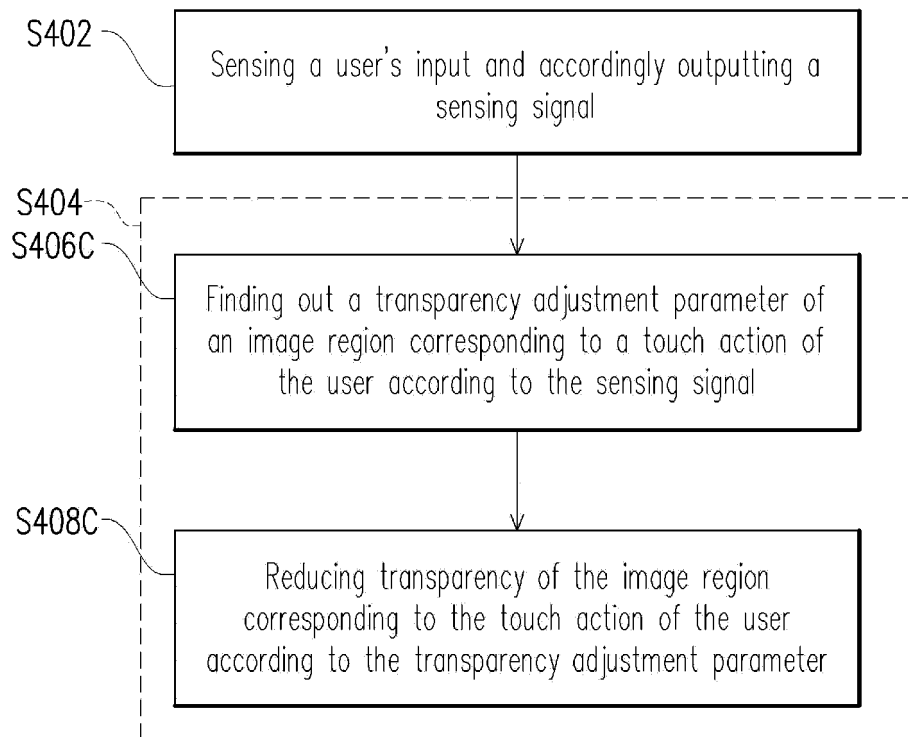 S402
Sensing a user's input and accordingly outputting a
sensing signal
S404
S406C
Finding out a transparency adjustment parameter of
an image region corresponding to a touch action of
the user according to the sensing signal
S408C
Reducing transparency of the image region
corresponding to the touch action of the user
according to the transparency adjustment parameter